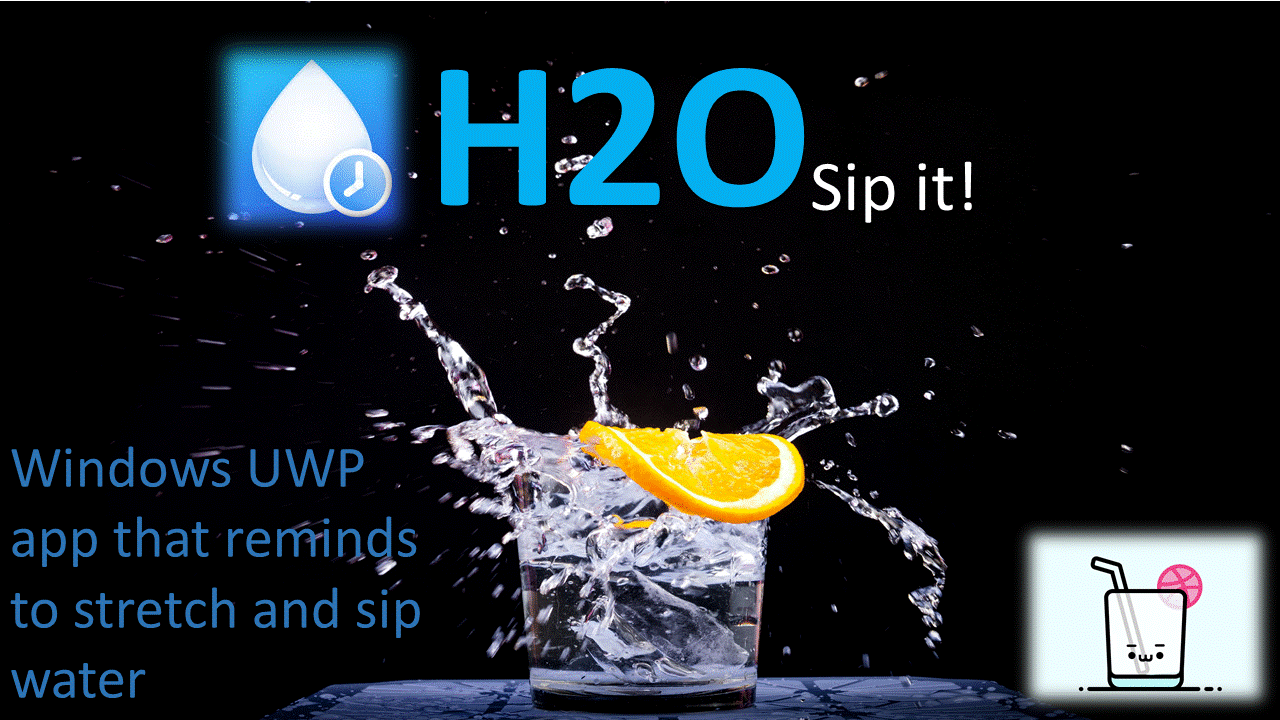 H2O
Sip it!
Windows UWP
app that reminds
to stretch and sip
water